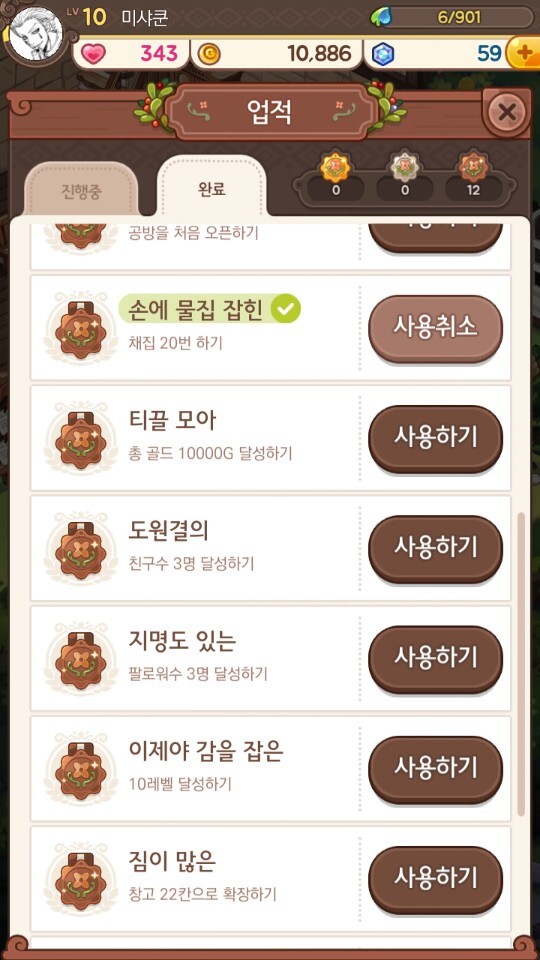 LV 10 미샤쿤
6/901
343
10,886
59
업적
진행중
완료
0
0
12
공방을 처음 오픈하기
손에 물집 잡힌
채집 20번 하기
사용취소
티끌 모아
총 골드 10000G 달성하기
사용하기
도원결의
친구수 3명 달성하기
사용하기
지명도 있는
팔로워수 3명 달성하기
사용하기
이제야 감을 잡은
10레벨 달성하기
사용하기
짐이 많은
창고 22칸으로 확장하기
사용하기